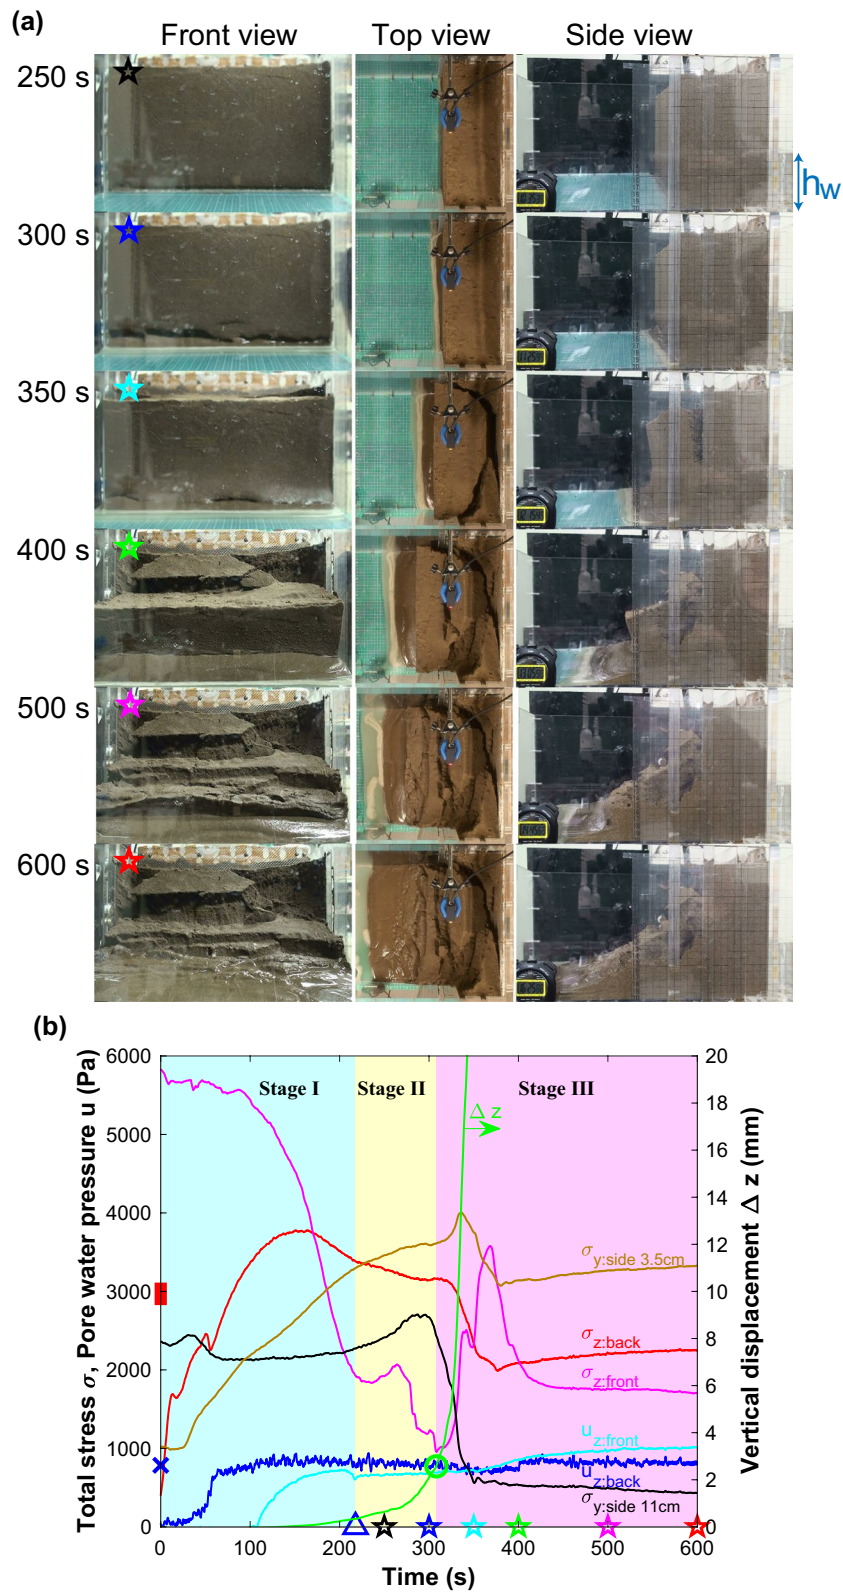 (a)
Front view Top view Side view
250 s
hw
300 s
350 s
400 s
500 s
600 s
(b)
Total stress σ, Pore water pressure u (Pa)
6000
5000
4000
3000
2000
1000
0
Stage I Stage II Stage III
Δ z
σy:side 3.5cm
σz:back
σz:front
uz:front
uz:back
σy:side 11cm
20
18
16
14
12
10
8
6
4
2
0
Vertical displacement Δ z (mm)
0 100 200 300 400 500 600
Time (s)